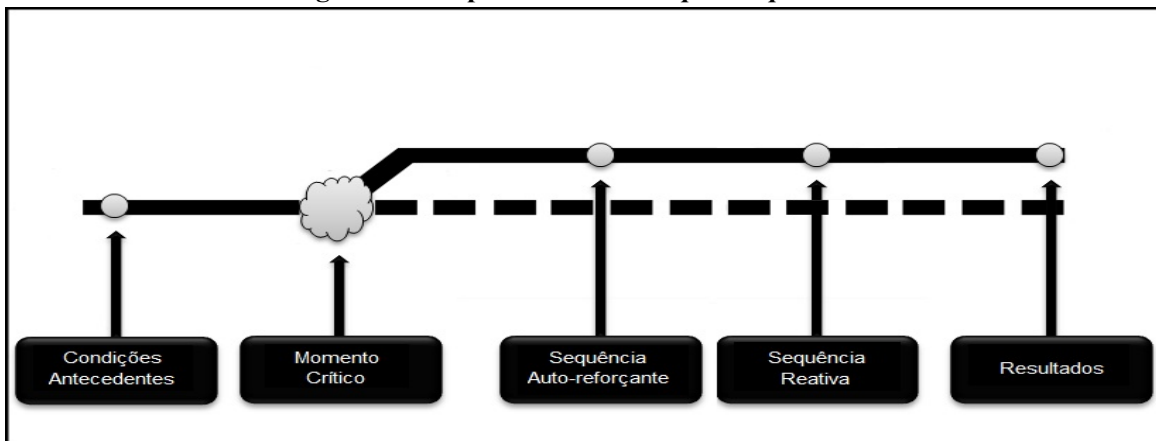 Condições
Antecedentes
Momento
Crítico
Sequência
Auto-reforçante
Sequência
Reativa
Resultados